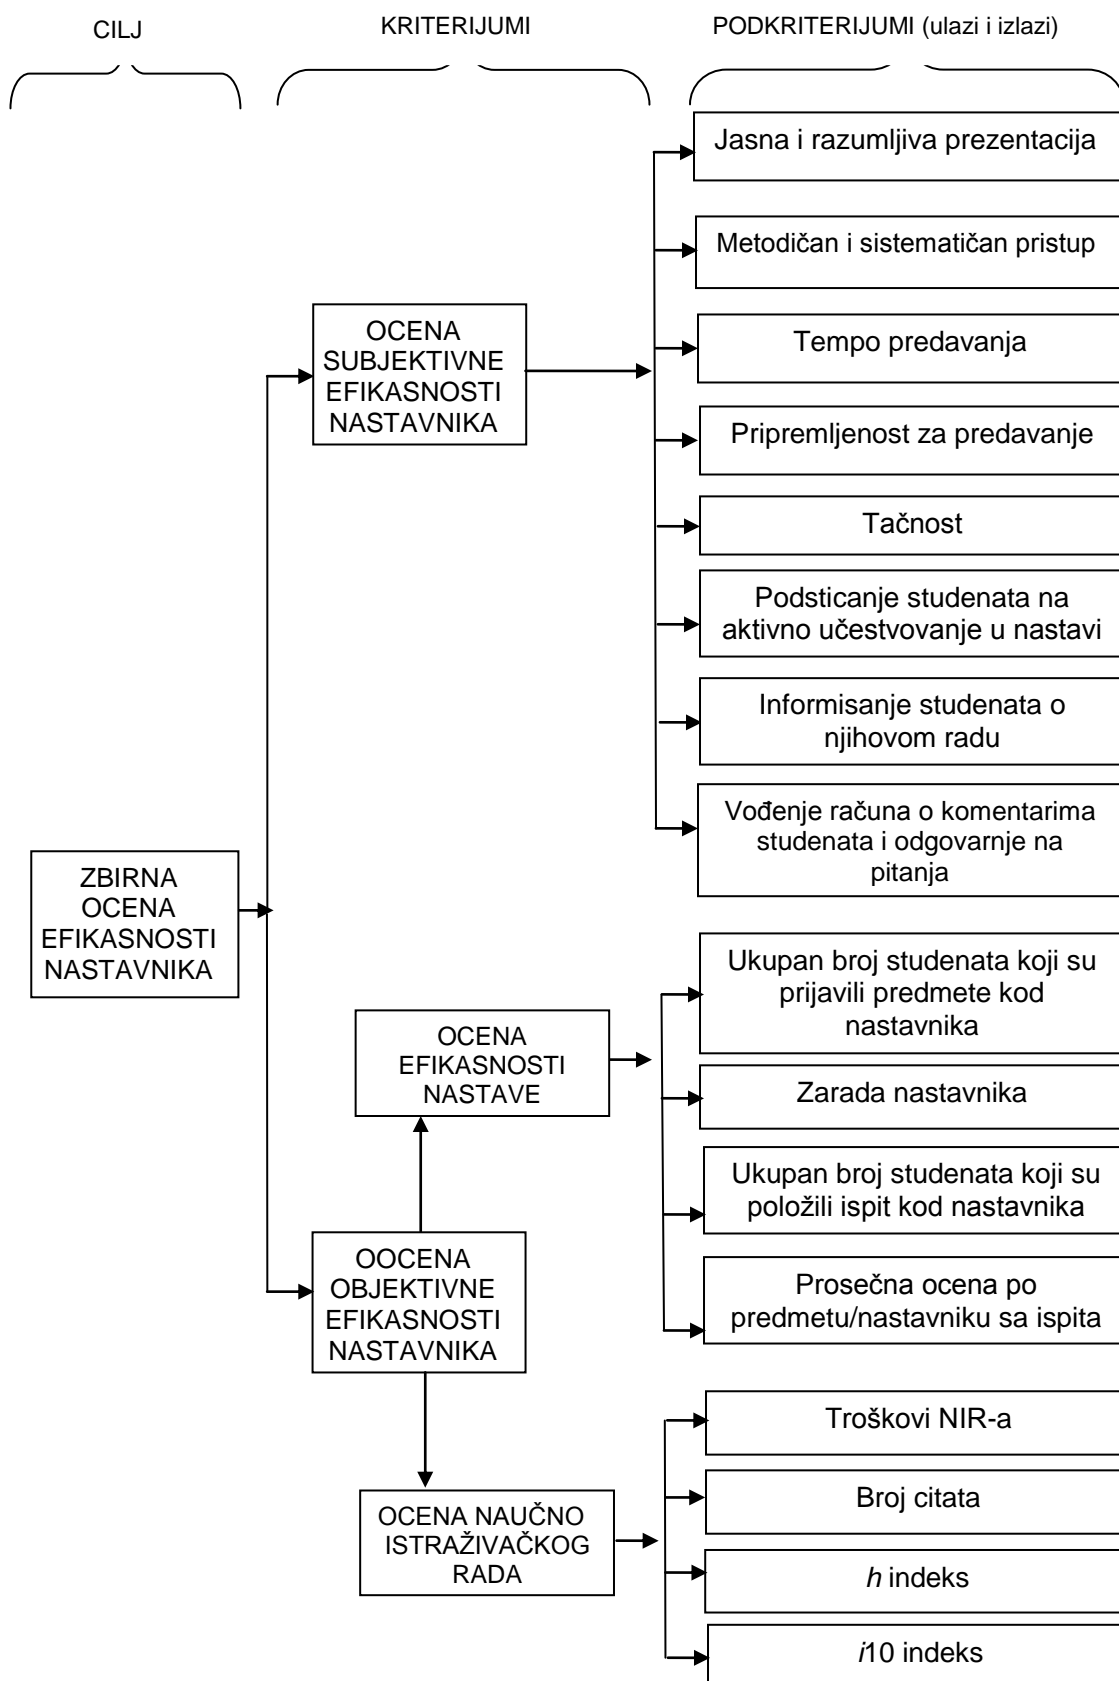 CILJ
KRITERIJUMI
PODKRITERIJUMI (ulazi i izlazi)
Jasna i razumljiva prezentacija
Metodičan i sistematičan pristup
Tempo predavanja
Pripremljenost za predavanje
Tačnost
Podsticanje studenata na
aktivno učestvovanje u nastavi
Informisanje studenata o
njihovom radu
Vođenje računa o komentarima
studenata i odgovarnje na
pitanja
OCENA
SUBJEKTIVNE
EFIKASNOSTI
NASTAVNIKA
ZBIRNA
OCENA
EFIKASNOSTI
NASTAVNIKA
Ukupan broj studenata koji su
prijavili predmete kod
nastavnika
Zarada nastavnika
Ukupan broj studenata koji su
položili ispit kod nastavnika
Prosečna ocena po
predmetu/nastavniku sa ispita
OCENA
EFIKASNOSTI
NASTAVE
OOCENA
OBJEKTIVNE
EFIKASNOSTI
NASTAVNIKA
OCENA NAUČNO
ISTRAŽIVAČKOG
RADA
Troškovi NIR-a
Broj citata
h indeks
i10 indeks